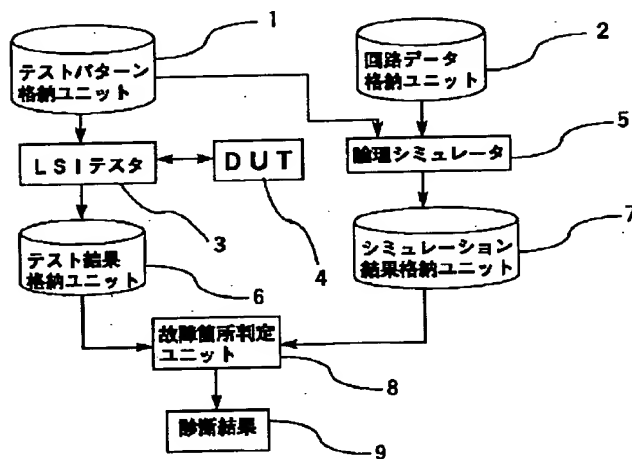 1
テストパターン
格納ユニット
2
回路データ
格納ユニット
LSIテスタ
DUT
論理シミュレータ
5
3
4
テスト結果
格納ユニット
6
シミュレーション
結果格納ユニット
7
故障箇所判定
ユニット
8
診断結果
9